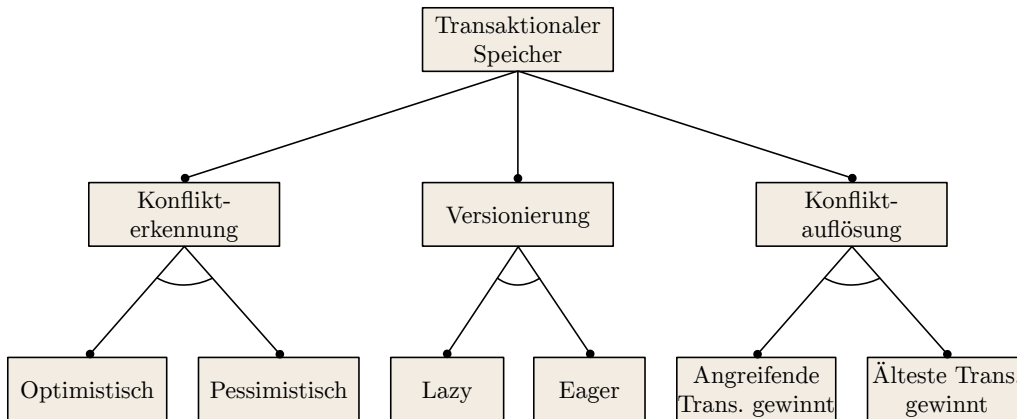 Transaktionaler
Speicher
Konflikt-
erkennung
Versionierung
Konflikt-
auflösung
Optimistisch
Pessimistisch
Lazy
Eager
Angreifende
Trans. gewinnt
Älteste Trans.
gewinnt